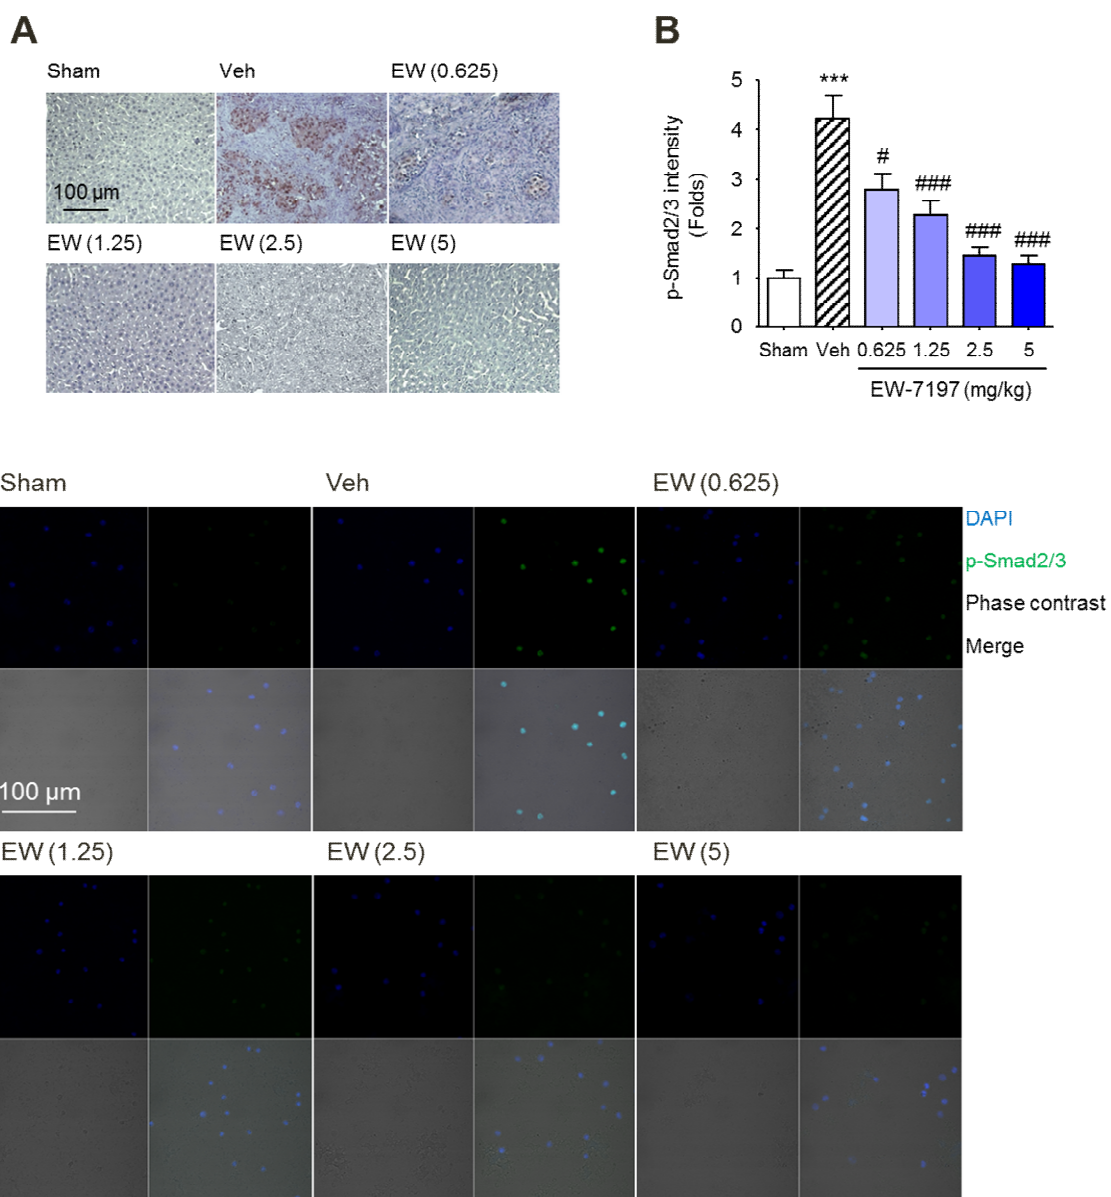 A
Sham Veh EW (0.625)
100 µm
EW (1.25) EW (2.5) EW (5)
B
p-Smad2/3 intensity
(Folds)
5
4
3
2
1
0
***
#
###
###
###
Sham Veh 0.625 1.25 2.5 5
EW-7197 (mg/kg)
Sham Veh EW (0.625)
DAPI
p-Smad2/3
Phase contrast
Merge
100 µm
EW (1.25) EW (2.5) EW (5)